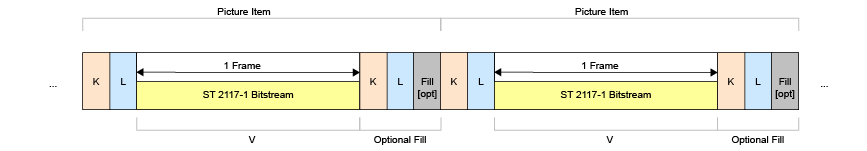 Picture Item Picture Item
1 Frame 1 Frame
... K L ST 2117-1 Bitstream K L Fill [opt] K L ST 2117-1 Bitstream K L Fill [opt] ...
V Optional Fill V Optional Fill